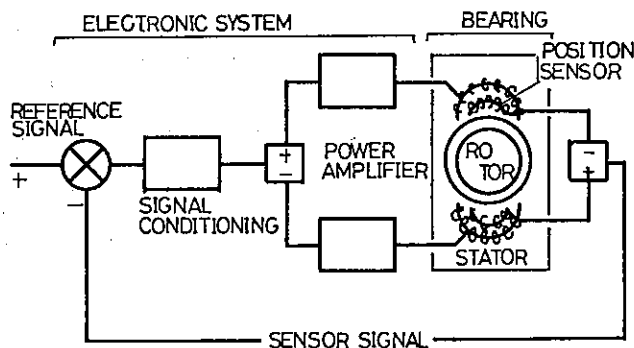 ELECTRONIC SYSTEM
BEARING
POSITION
SENSOR
REFERENCE
SIGNAL
+
−
SIGNAL
CONDITIONING
+
−
POWER
AMPLIFIER
RO
TOR
STATOR
−
+
SENSOR SIGNAL